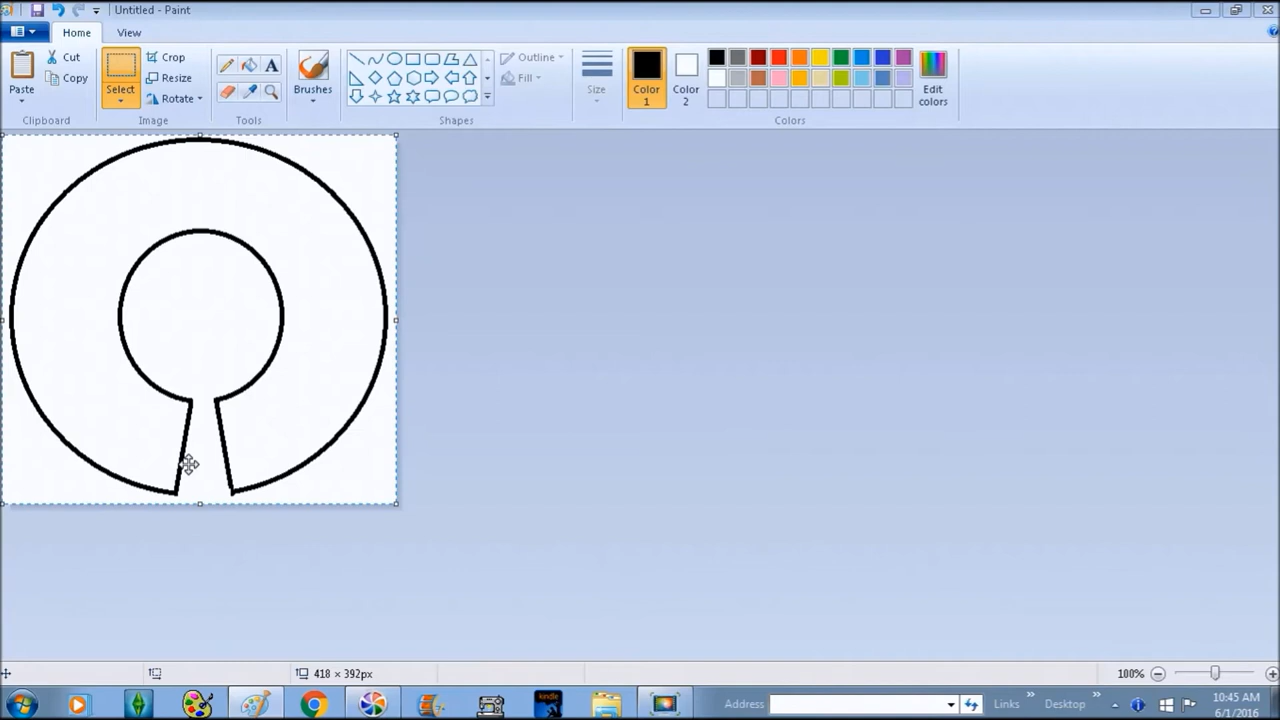 Untitled - Paint
Home View
Paste
Cut
Copy
Clipboard
Select
Crop
Resize
Rotate
Image
A
Tools
Brushes
Outline
Fill
Shapes
Size
Color 1
Color 2
Edit colors
Colors
418 × 392px
100%
kindle
Address
Links »
Desktop »
10:45 AM
6/1/2016